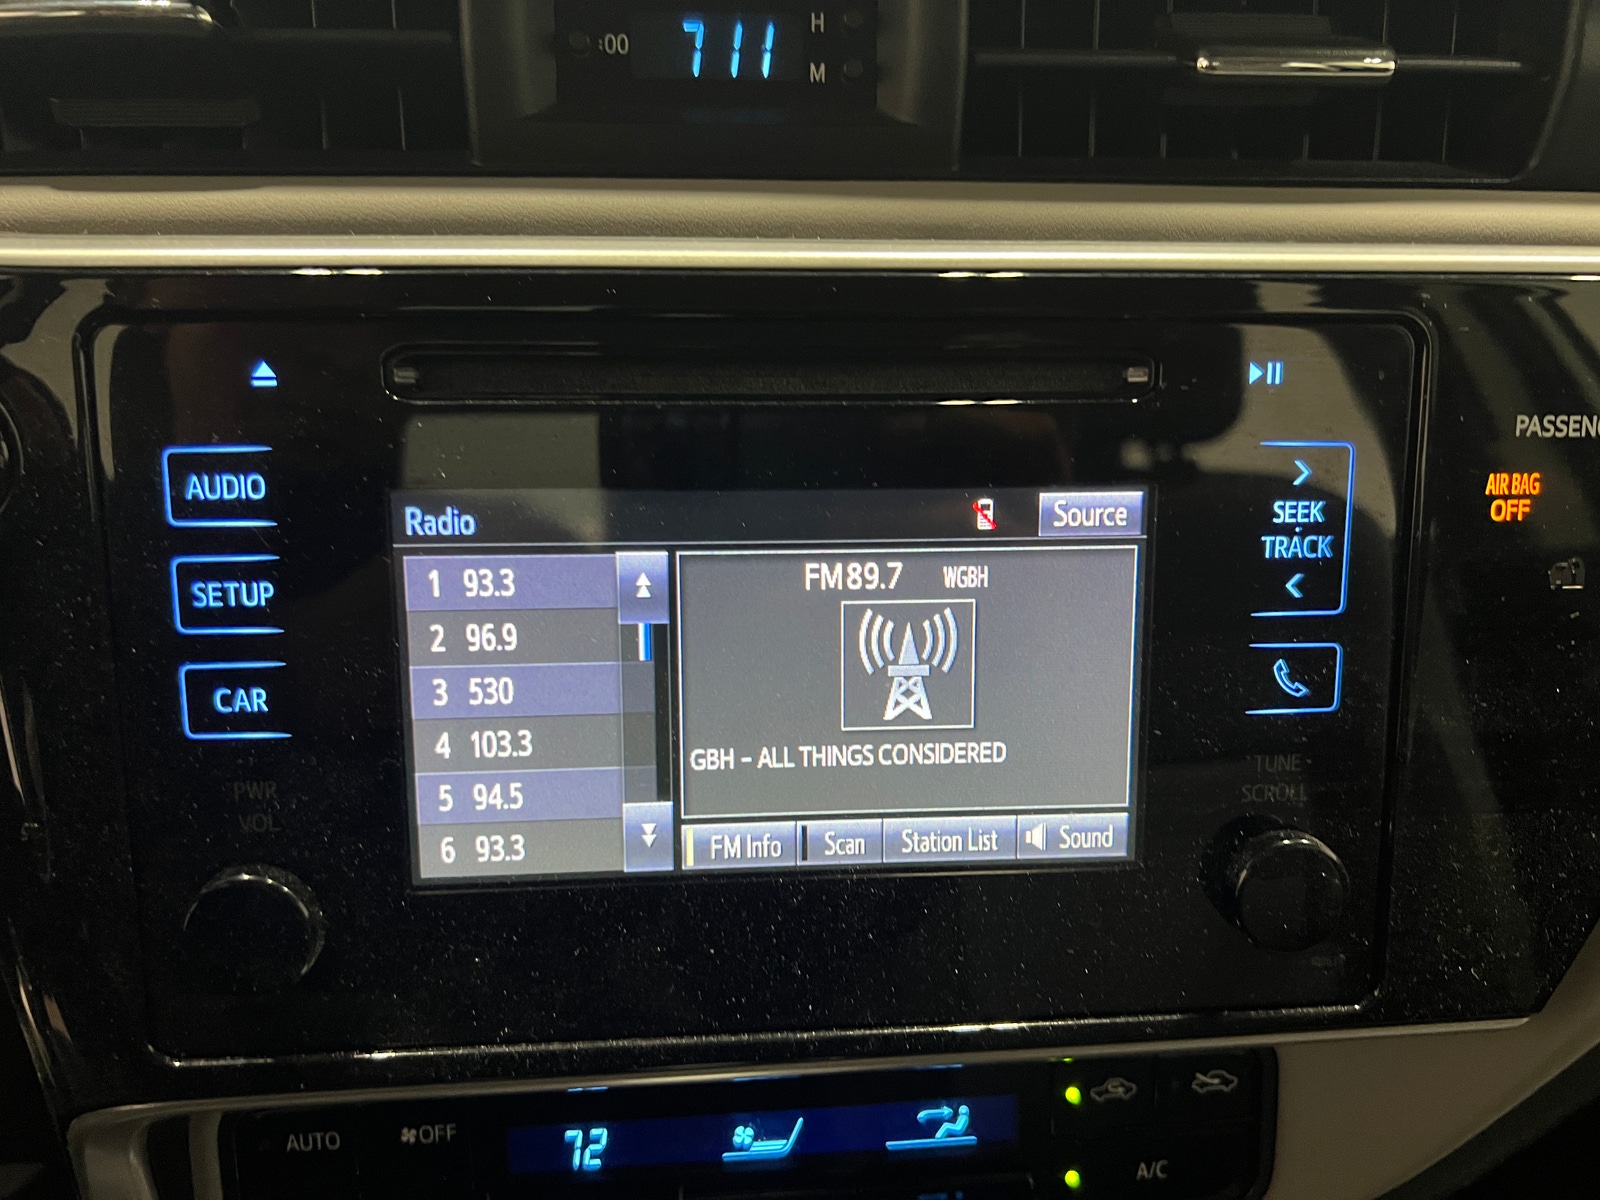 :00
711
H
M
PASSEN
AUDIO
SETUP
CAR
PWR
VOL
Radio
Source
1 93.3
2 96.9
3 530
4 103.3
5 94.5
6 93.3
FM 89.7 WGBH
GBH - ALL THINGS CONSIDERED
FM Info
Scan
Station List
Sound
SEEK
TRACK
AIR BAG
OFF
TUNE
SCROLL
AUTO
OFF
72
A/C